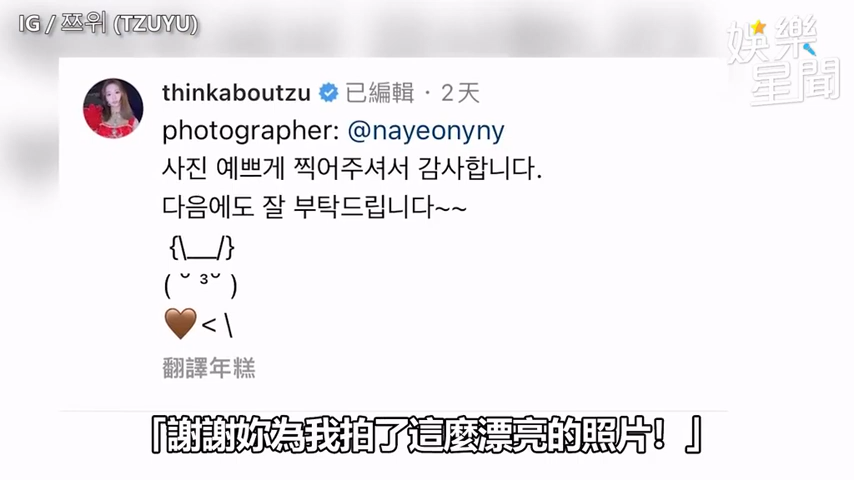 IG / 쯔위 (TZUYU)
娛樂
星聞
thinkaboutzu 已編輯 · 2天
photographer: @nayeonyny
사진 예쁘게 찍어주셔서 감사합니다.
다음에도 잘 부탁드립니다~~
{\__/}
( ˘ ³˘ )
🤎< \
翻譯年糕
「謝謝妳為我拍了這麼漂亮的照片!」